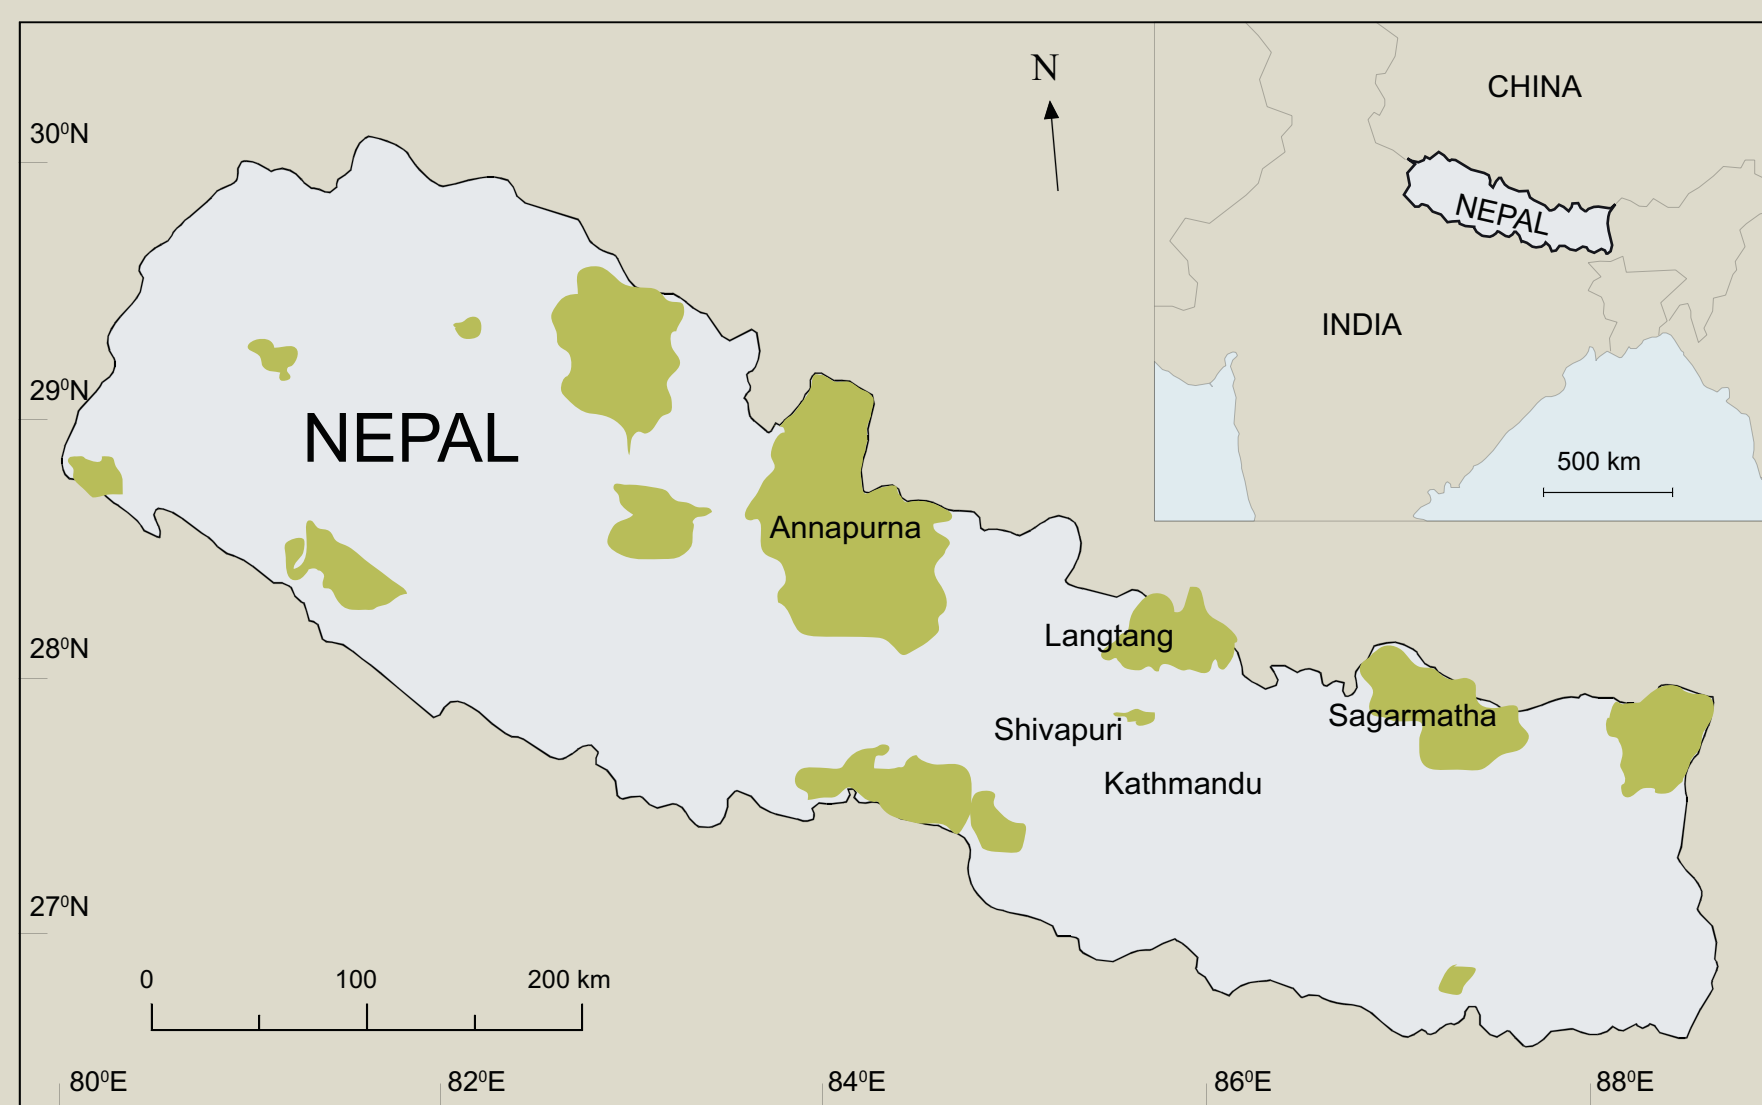 N
CHINA
30⁰N
NEPAL
INDIA
29⁰N
NEPAL
500 km
Annapurna
28⁰N
Langtang
Sagarmatha
Shivapuri
Kathmandu
27⁰N
0 100 200 km
80⁰E 82⁰E 84⁰E 86⁰E 88⁰E